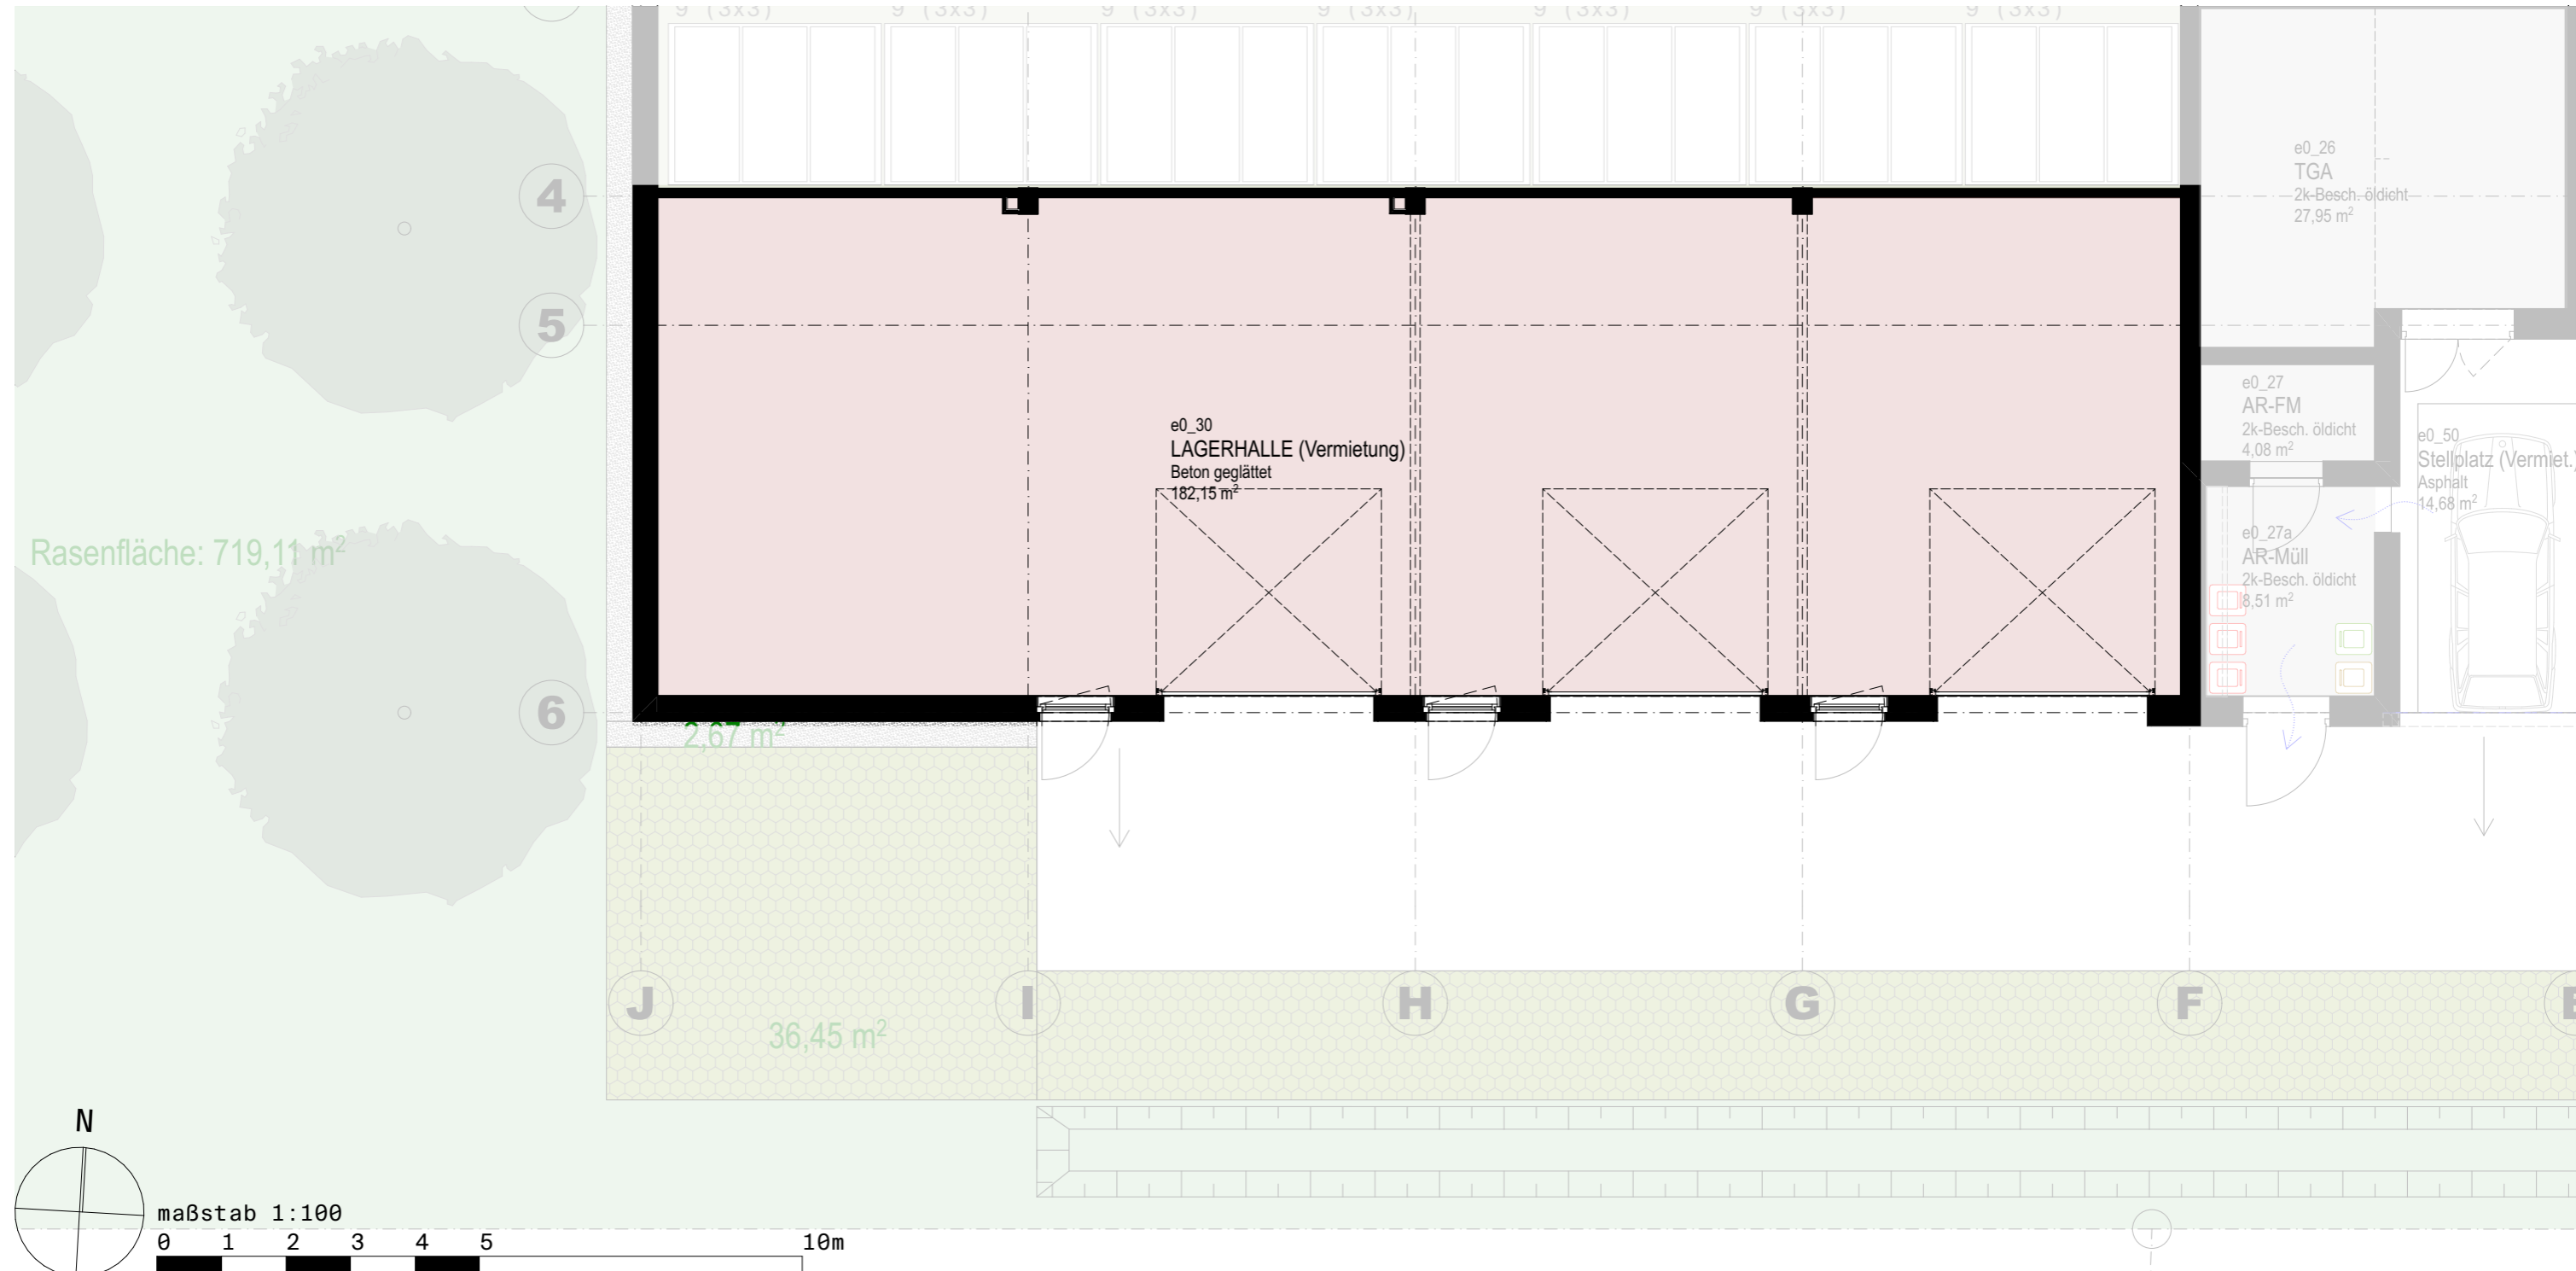 9 (3x3) 9 (3x3) 9 (3x3) 9 (3x3) 9 (3x3) 9 (3x3) 9 (3x3)
4
5
6
e0_26
TGA
2k-Besch. öldicht
27,95 m²
e0_27
AR-FM
2k-Besch. öldicht
4,08 m²
e0_50
Stellplatz (Vermiet.)
Asphalt
14,68 m²
e0_30
LAGERHALLE (Vermietung)
Beton geglättet
182,15 m²
e0_27a
AR-Müll
2k-Besch. öldicht
8,51 m²
Rasenfläche: 719,11 m²
2,67 m²
J I H G F E
36,45 m²
N
maßstab 1:100
0 1 2 3 4 5 10m